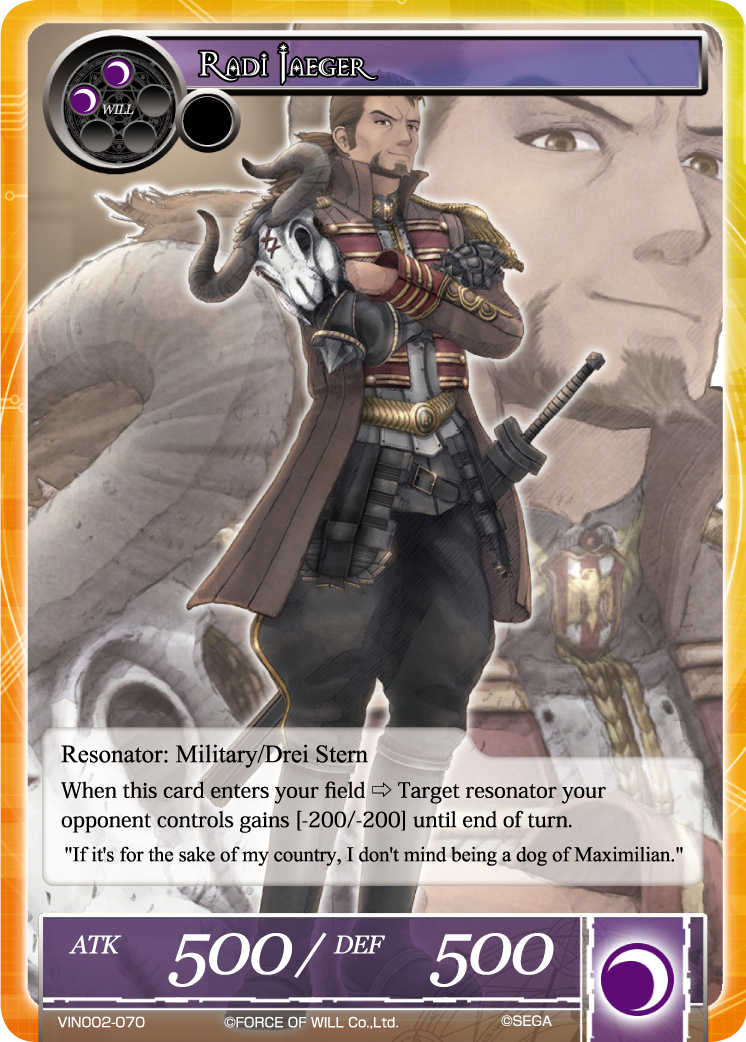 Radi Jaeger
WILL
Resonator: Military/Drei Stern
When this card enters your field ⇨ Target resonator your
opponent controls gains [-200/-200] until end of turn.
"If it's for the sake of my country, I don't mind being a dog of Maximilian."
ATK 500 / DEF 500
VIN002-070 ©FORCE OF WILL Co.,Ltd. ©SEGA